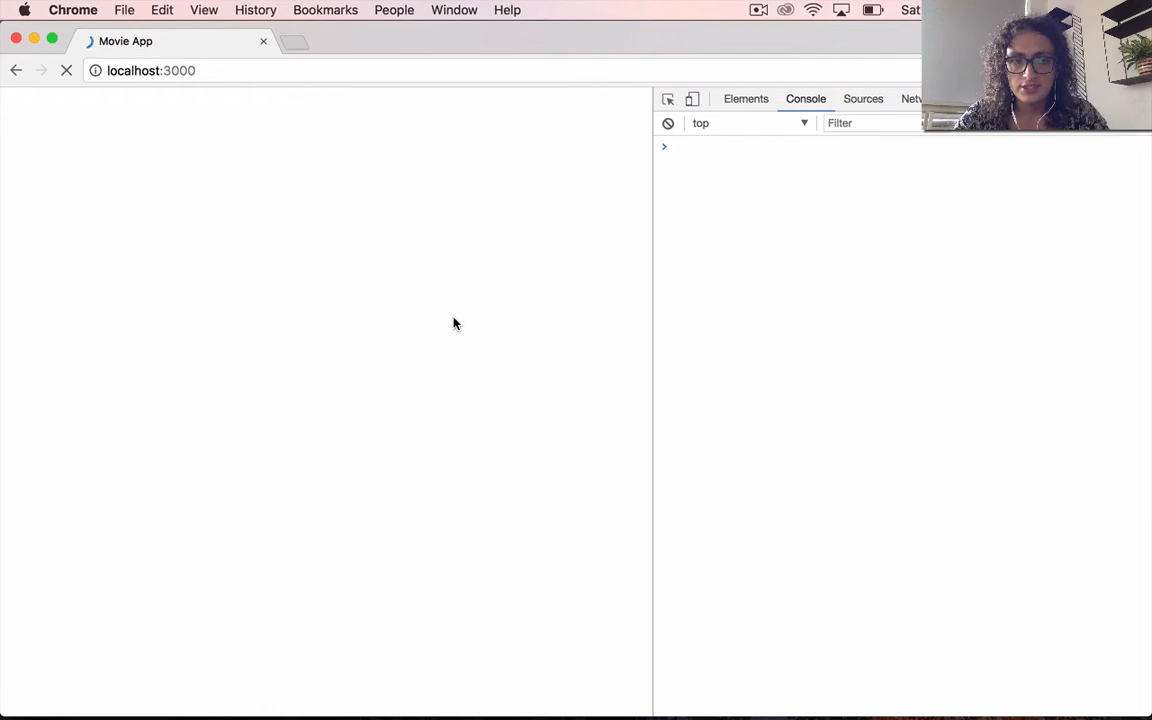 Chrome File Edit View History Bookmarks People Window Help Sat
Movie App
localhost:3000
Elements Console Sources Net
top Filter